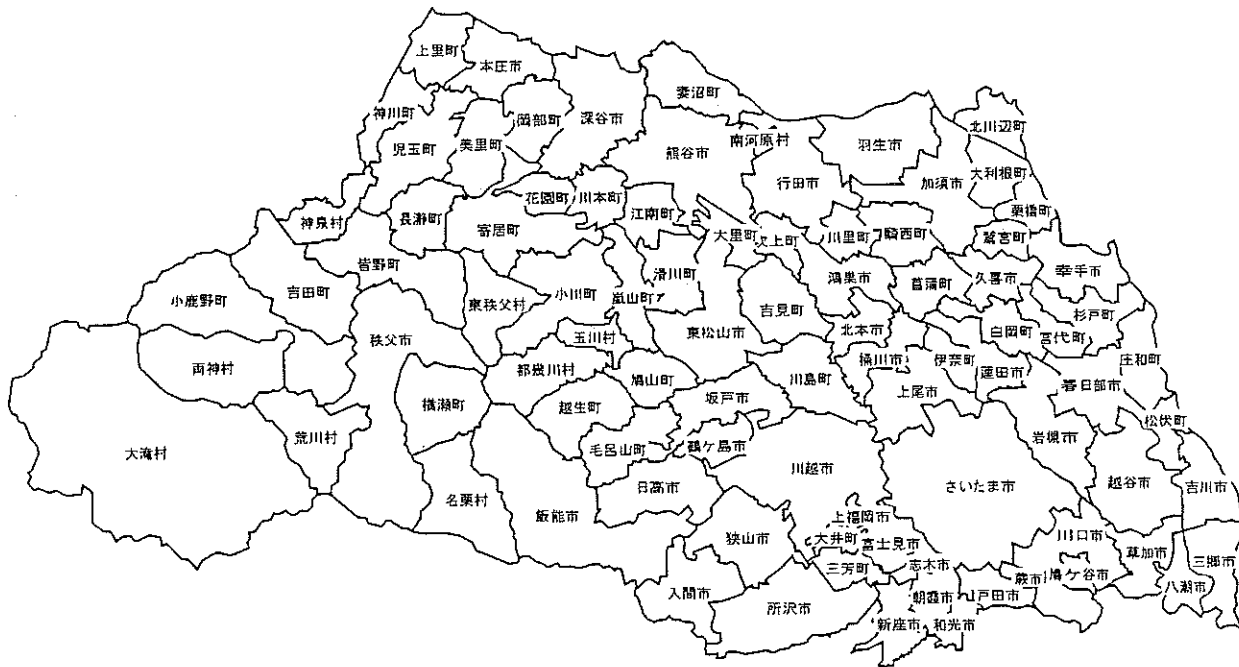 上里町
本庄市
妻沼町
神川町
岡部町
深谷市
北川辺町
児玉町
美里町
熊谷市
南河原村
羽生市
行田市
加須市
大利根町
花園町
川本町
江南町
栗橋町
神泉村
長瀞町
寄居町
大里町
吹上町
川里町
騎西町
鷲宮町
皆野町
滑川町
鴻巣市
菖蒲町
久喜市
幸手市
小鹿野町
吉田町
東秩父村
小川町
嵐山町
吉見町
杉戸町
秩父市
玉川村
東松山市
北本市
白岡町
宮代町
両神村
都幾川村
鳩山町
川島町
桶川市
伊奈町
蓮田市
庄和町
横瀬町
越生町
坂戸市
上尾市
春日部市
松伏町
荒川村
毛呂山町
鶴ケ島市
岩槻市
大滝村
川越市
さいたま市
越谷市
吉川市
名栗村
日高市
飯能市
上福岡市
狭山市
大井町
富士見市
川口市
草加市
三郷市
三芳町
志木市
蕨市
鳩ケ谷市
八潮市
入間市
所沢市
朝霞市
戸田市
新座市
和光市